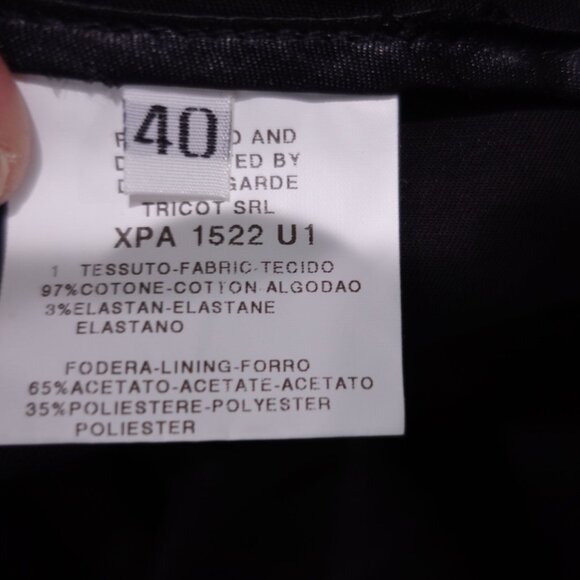 40
AND
ED BY
GARDE
TRICOT SRL
XPA 1522 U1
1 TESSUTO-FABRIC-TECIDO
97%COTONE-COTTON ALGODAO
3%ELASTAN-ELASTANE
ELASTANO
FODERA-LINING-FORRO
65%ACETATO-ACETATE-ACETATO
35%POLIESTERE-POLYESTER
POLIESTER